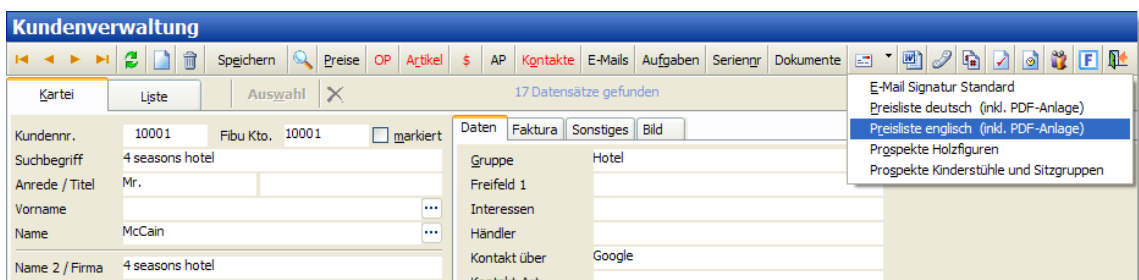 Kundenverwaltung
Speichern Preise OP Artikel $ AP Kontakte E-Mails Aufgaben Seriennr Dokumente F
Kartei Liste Auswahl 17 Datensätze gefunden
E-Mail Signatur Standard
Preisliste deutsch (inkl. PDF-Anlage)
Preisliste englisch (inkl. PDF-Anlage)
Prospekte Holzfiguren
Prospekte Kinderstühle und Sitzgruppen
Kundennr. 10001 Fibu Kto. 10001 markiert
Suchbegriff 4 seasons hotel
Anrede / Titel Mr.
Vorname
Name McCain
Name 2 / Firma 4 seasons hotel
Daten Faktura Sonstiges Bild
Gruppe Hotel
Freifeld 1
Interessen
Händler
Kontakt über Google
Kontakt-Art